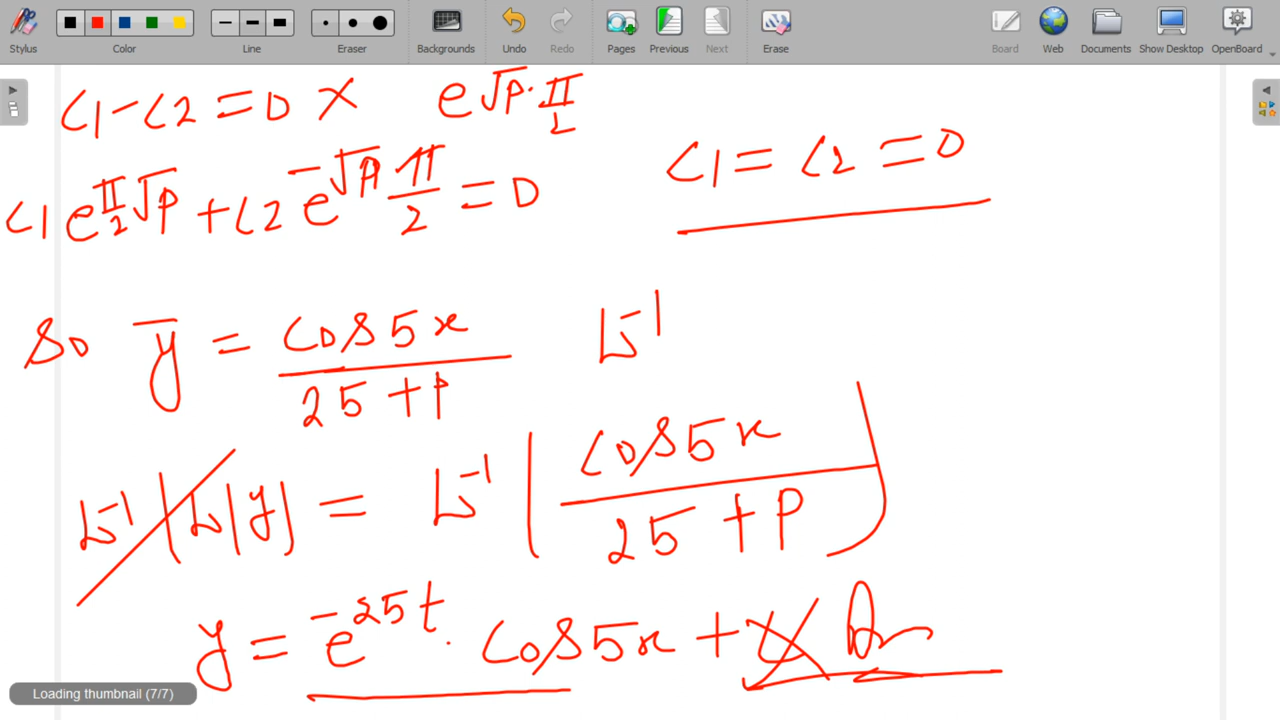 Stylus Color Line Eraser Backgrounds Undo Redo Pages Previous Next Erase Board Web Documents Show Desktop OpenBoard
C1 - C2 = 0 × e√P · π/2
C1 e^(π/2 √P) + C2 e^(-√P π/2) = 0
C1 = C2 = 0
So ȳ = cos5x / 25 + P L^-1
L^-1 (L(y)) = L^-1 (cos5x / 25 + P)
y = e^-25t · cos5x + Ans
Loading thumbnail (7/7)